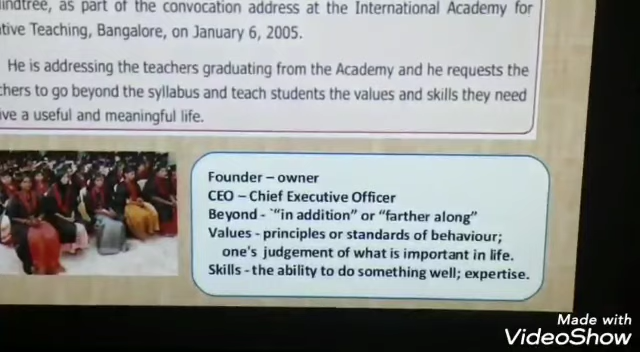 indtree, as part of the convocation address at the International Academy for
tive Teaching, Bangalore, on January 6, 2005.
He is addressing the teachers graduating from the Academy and he requests the
chers to go beyond the syllabus and teach students the values and skills they need
ive a useful and meaningful life.
Founder – owner
CEO – Chief Executive Officer
Beyond - `“in addition” or “farther along”
Values - principles or standards of behaviour;
one's judgement of what is important in life.
Skills - the ability to do something well; expertise.
Made with
VideoShow